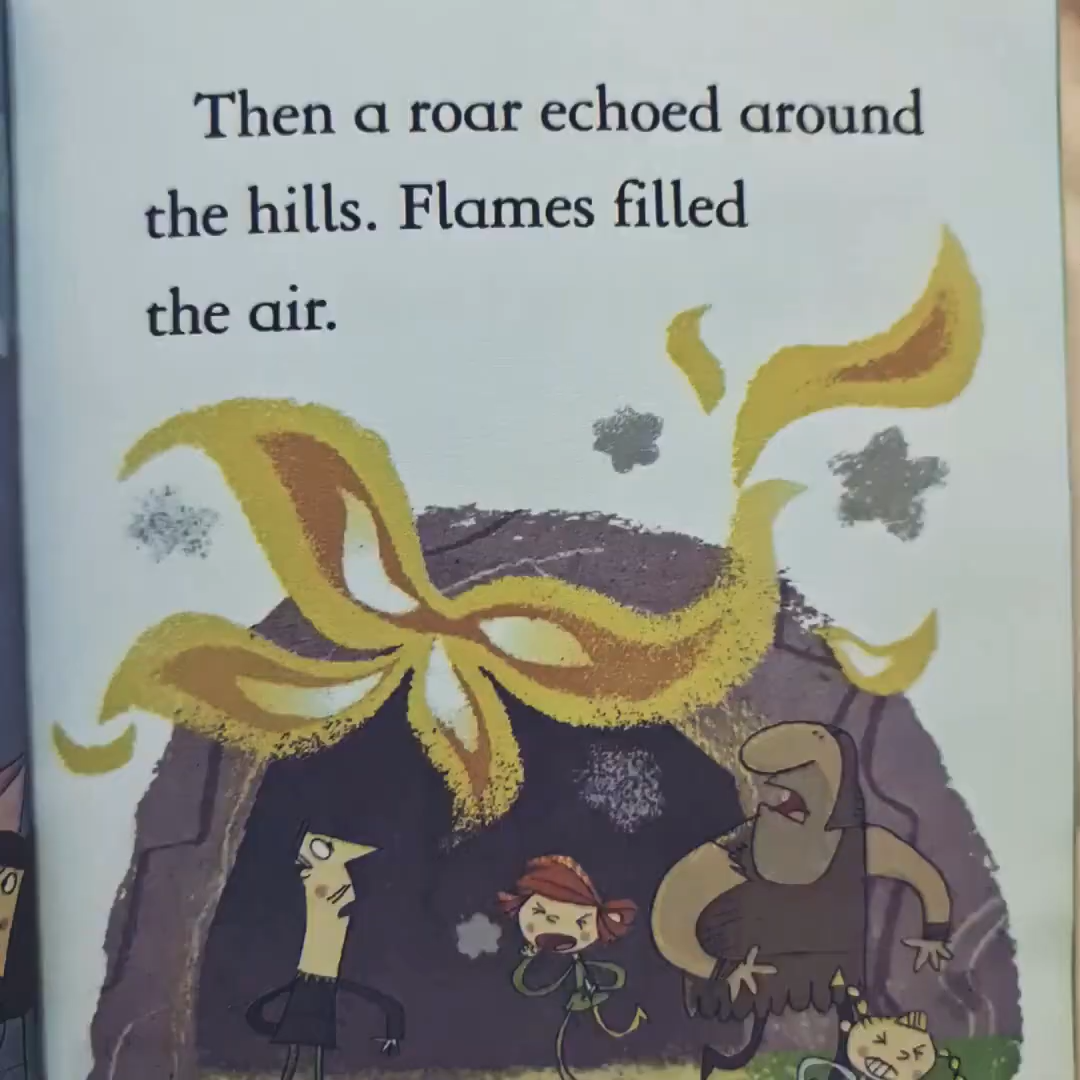 Then a roar echoed around
the hills. Flames filled
the air.